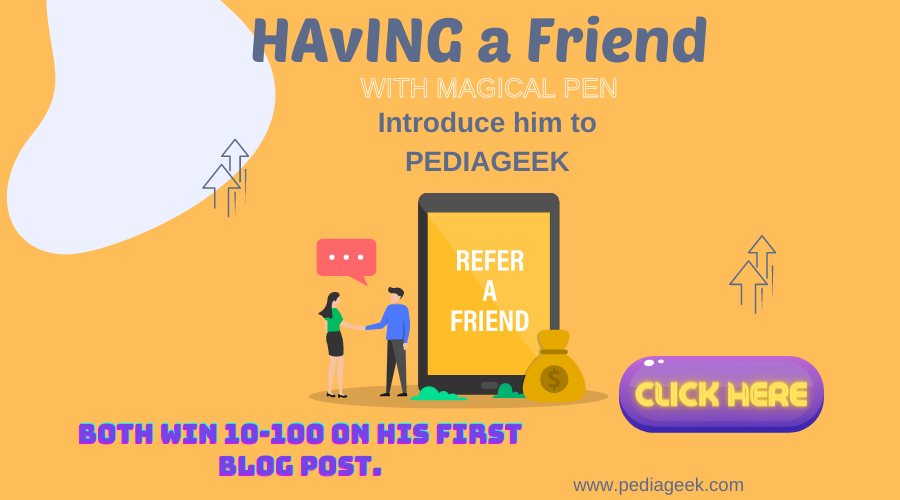 HAvING a Friend
WITH MAGICAL PEN
Introduce him to
PEDIAGEEK
REFER
A
FRIEND
$
CLICK HERE
BOTH WIN 10-100 ON HIS FIRST
BLOG POST.
www.pediageek.com